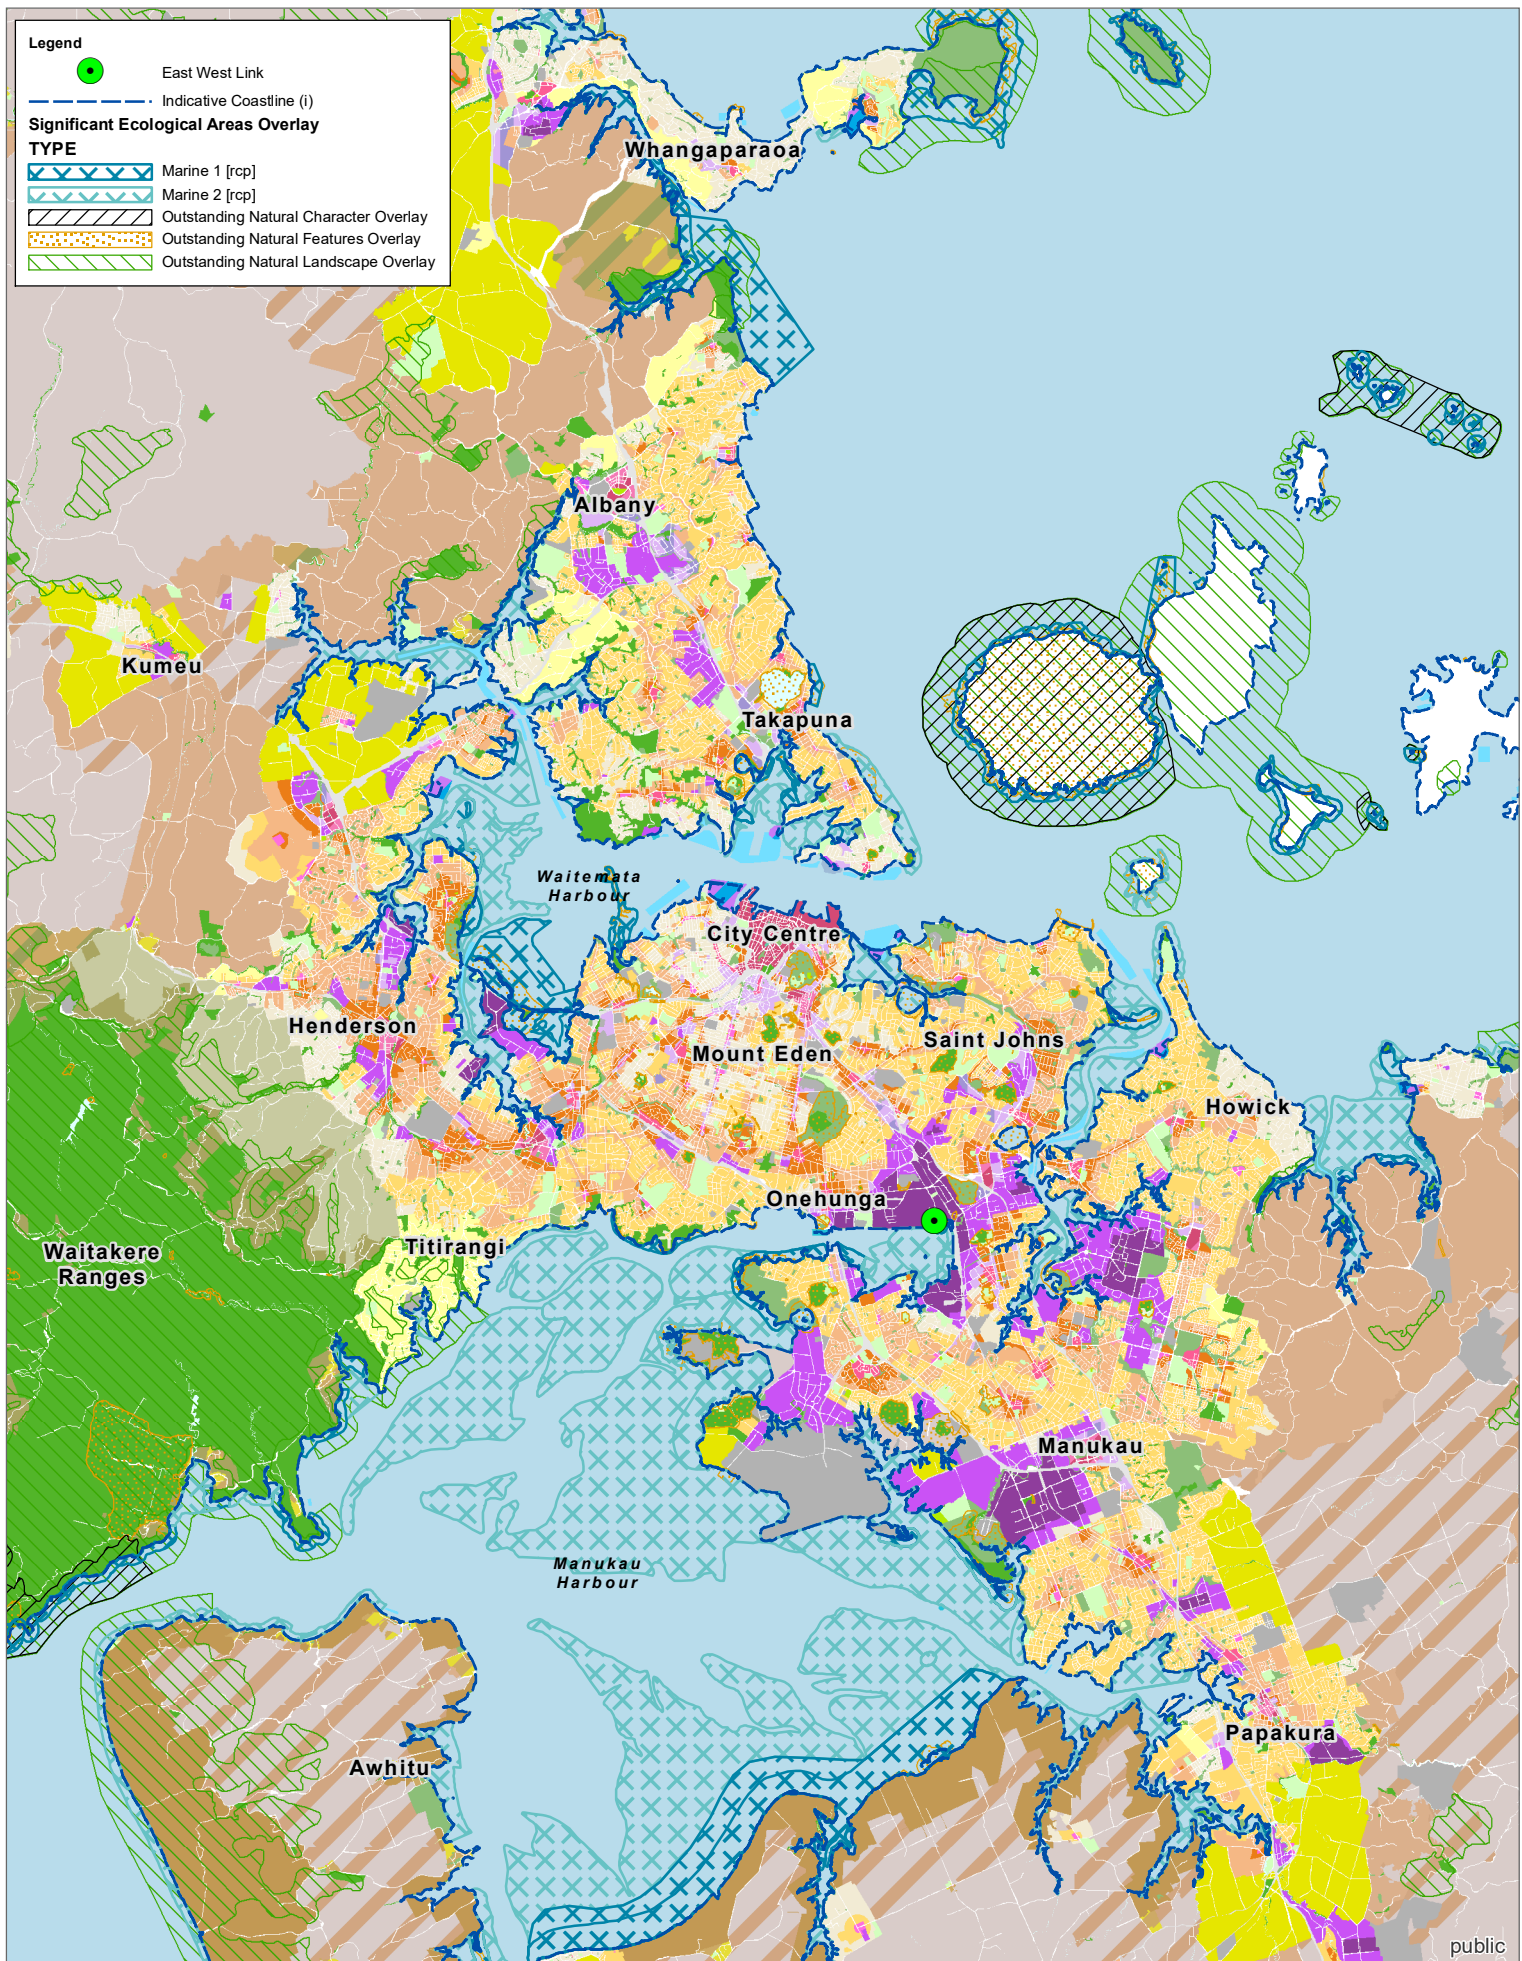 Legend
East West Link
Indicative Coastline (i)
Significant Ecological Areas Overlay
TYPE
Marine 1 [rcp]
Marine 2 [rcp]
Outstanding Natural Character Overlay
Outstanding Natural Features Overlay
Outstanding Natural Landscape Overlay
Whangaparaoa
Albany
Kumeu
Takapuna
Waitemata
Harbour
City Centre
Henderson
Saint Johns
Mount Eden
Howick
Onehunga
Titirangi
Waitakere
Ranges
Manukau
Manukau
Harbour
Papakura
Awhitu
public